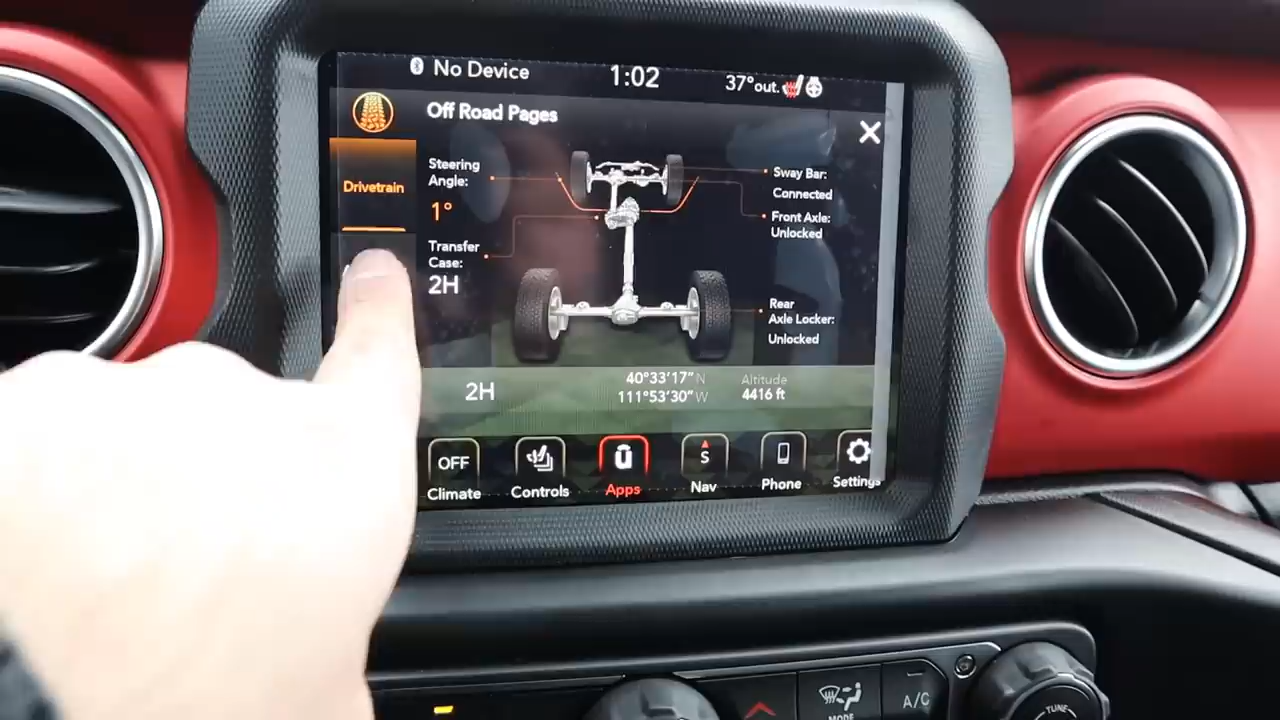 No Device
1:02
37°out.
Off Road Pages
Drivetrain
Steering
Angle:
1°
Transfer
Case:
2H
Sway Bar:
Connected
Front Axle:
Unlocked
Rear
Axle Locker:
Unlocked
2H
40°33'17" N
111°53'30" W
Altitude
4416 ft
OFF
Climate
Controls
Apps
S
Nav
Phone
Settings
MODE
A/C
TUNE